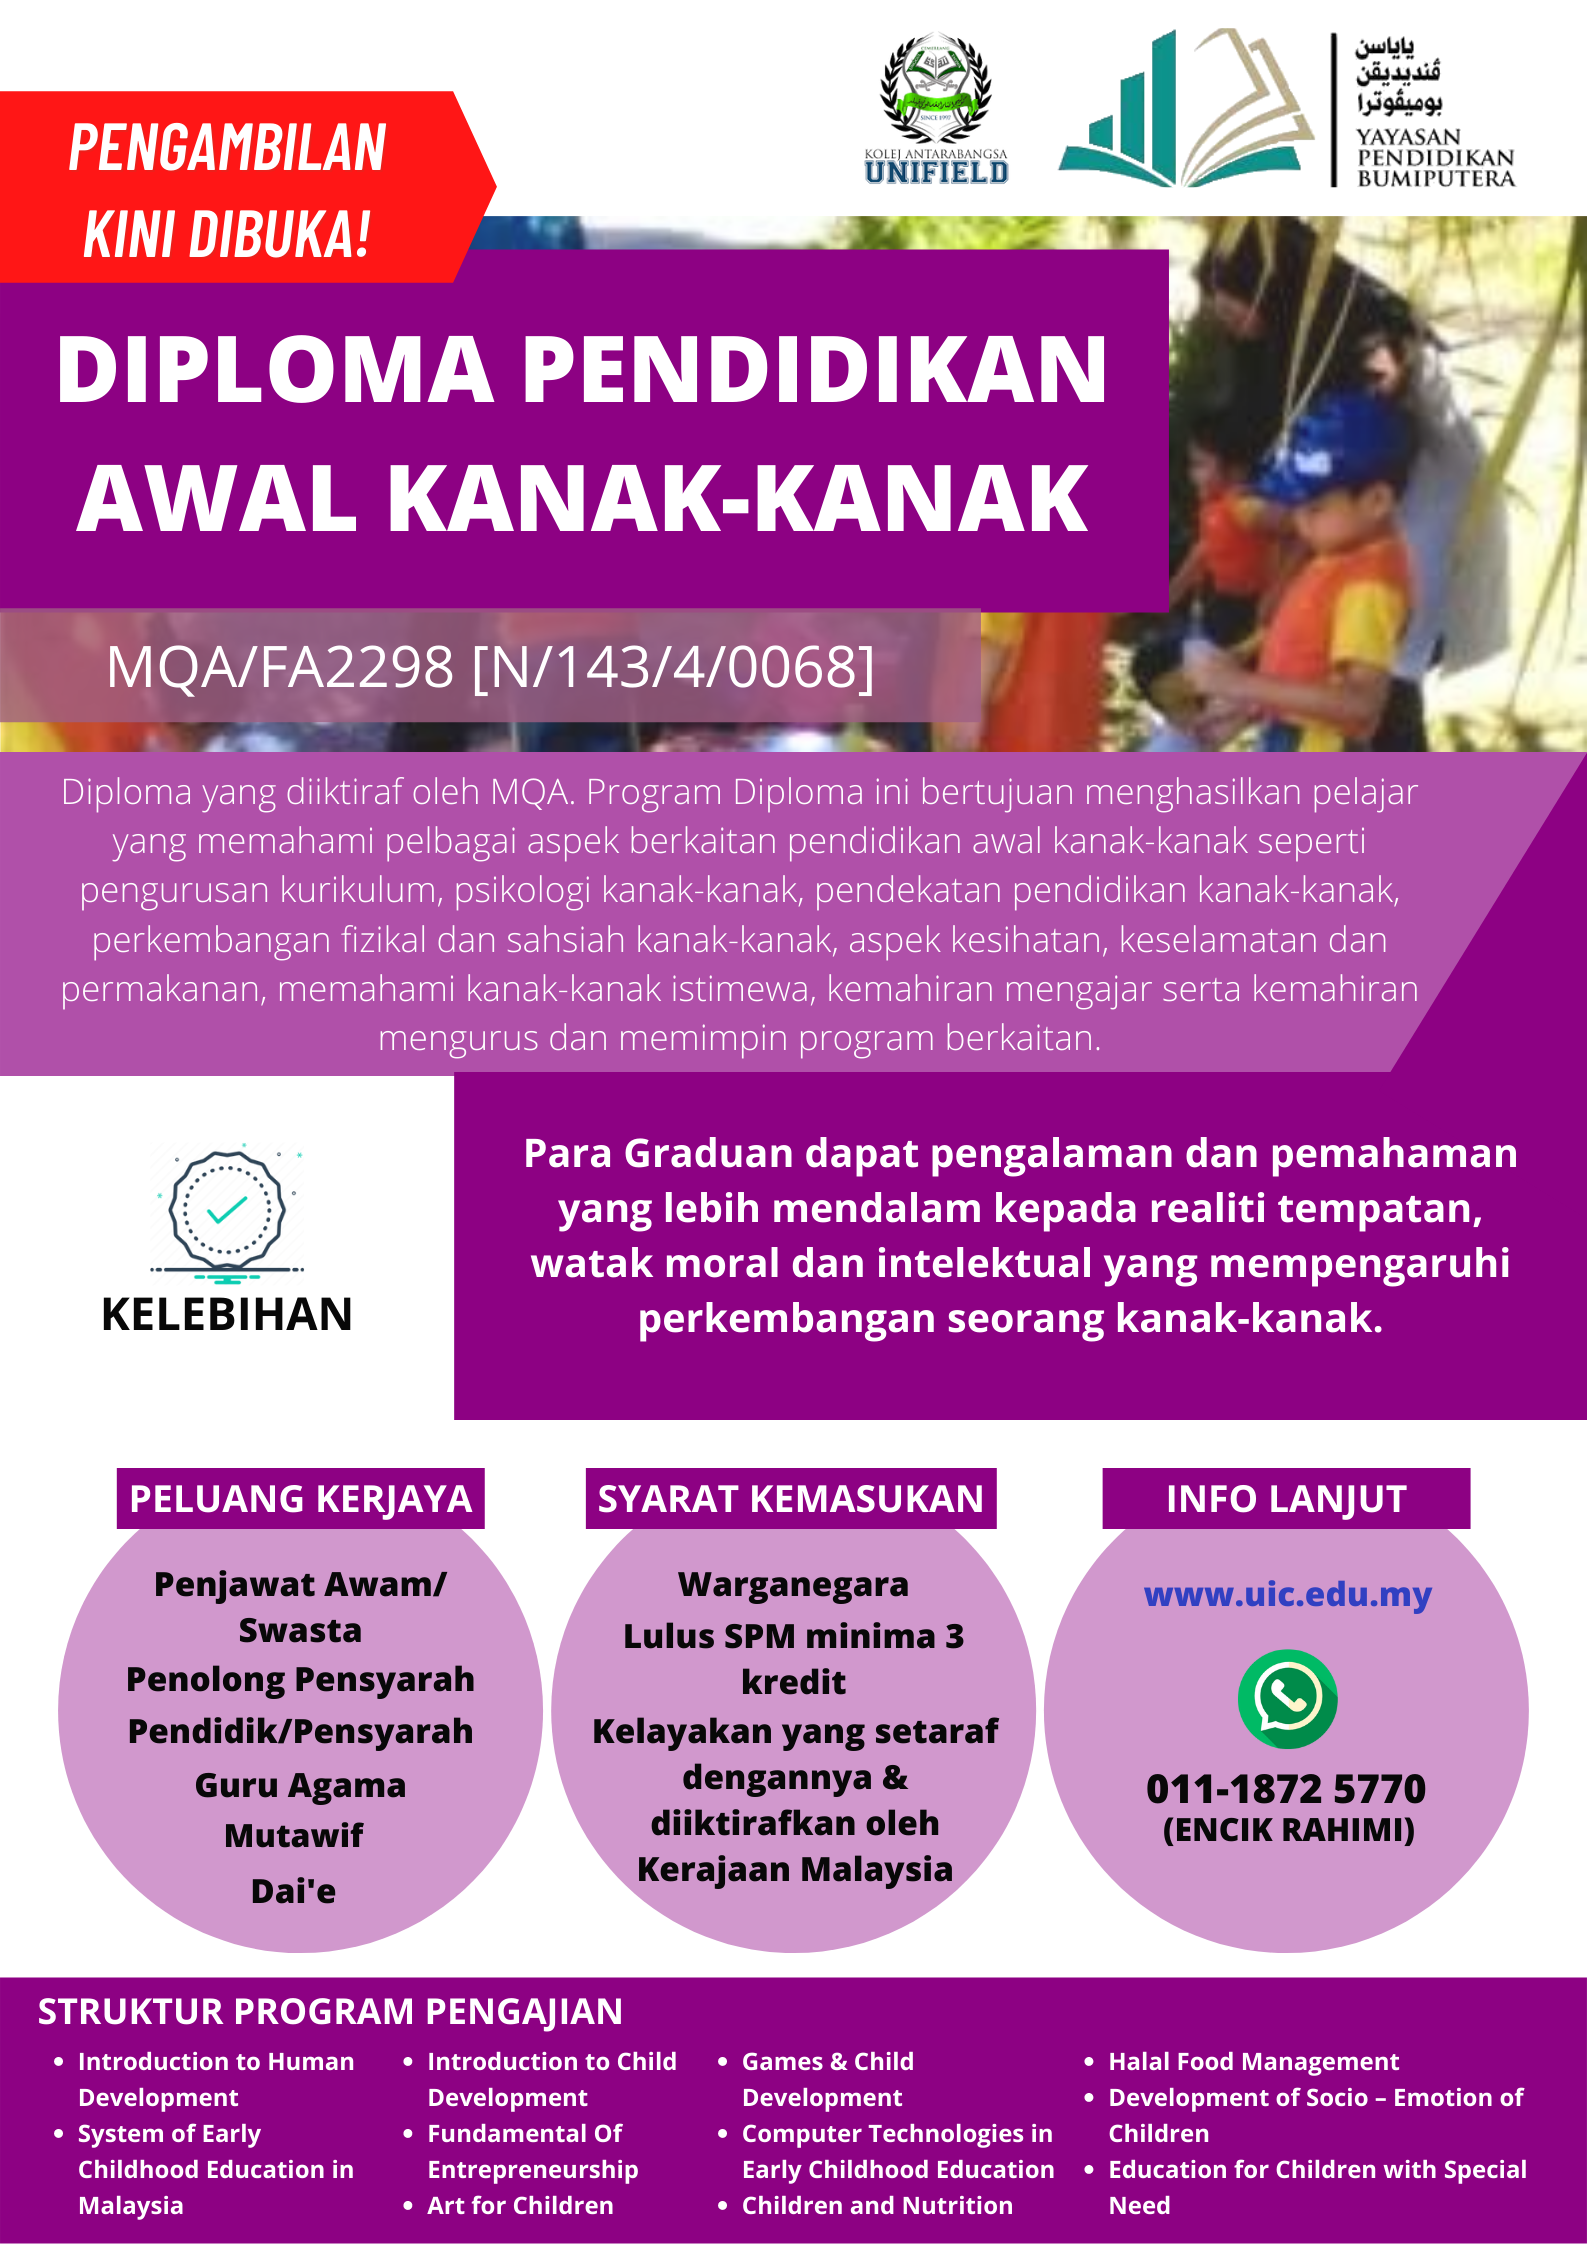 KOLEJ ANTARABANGSA
UNIFIELD
SINCE 1997
ياياسن
ڤنديديقن
بوميڤوترا
YAYASAN
PENDIDIKAN
BUMIPUTERA
PENGAMBILAN
KINI DIBUKA!
DIPLOMA PENDIDIKAN
AWAL KANAK-KANAK
MQA/FA2298 [N/143/4/0068]
Diploma yang diiktiraf oleh MQA. Program Diploma ini bertujuan menghasilkan pelajar
yang memahami pelbagai aspek berkaitan pendidikan awal kanak-kanak seperti
pengurusan kurikulum, psikologi kanak-kanak, pendekatan pendidikan kanak-kanak,
perkembangan fizikal dan sahsiah kanak-kanak, aspek kesihatan, keselamatan dan
permakanan, memahami kanak-kanak istimewa, kemahiran mengajar serta kemahiran
mengurus dan memimpin program berkaitan.
KELEBIHAN
Para Graduan dapat pengalaman dan pemahaman
yang lebih mendalam kepada realiti tempatan,
watak moral dan intelektual yang mempengaruhi
perkembangan seorang kanak-kanak.
PELUANG KERJAYA
Penjawat Awam/
Swasta
Penolong Pensyarah
Pendidik/Pensyarah
Guru Agama
Mutawif
Dai'e
SYARAT KEMASUKAN
Warganegara
Lulus SPM minima 3
kredit
Kelayakan yang setaraf
dengannya &
diiktirafkan oleh
Kerajaan Malaysia
INFO LANJUT
www.uic.edu.my
011-1872 5770
(ENCIK RAHIMI)
STRUKTUR PROGRAM PENGAJIAN
• Introduction to Human
Development
• System of Early
Childhood Education in
Malaysia
• Introduction to Child
Development
• Fundamental Of
Entrepreneurship
• Art for Children
• Games & Child
Development
• Computer Technologies in
Early Childhood Education
• Children and Nutrition
• Halal Food Management
• Development of Socio – Emotion of
Children
• Education for Children with Special
Need